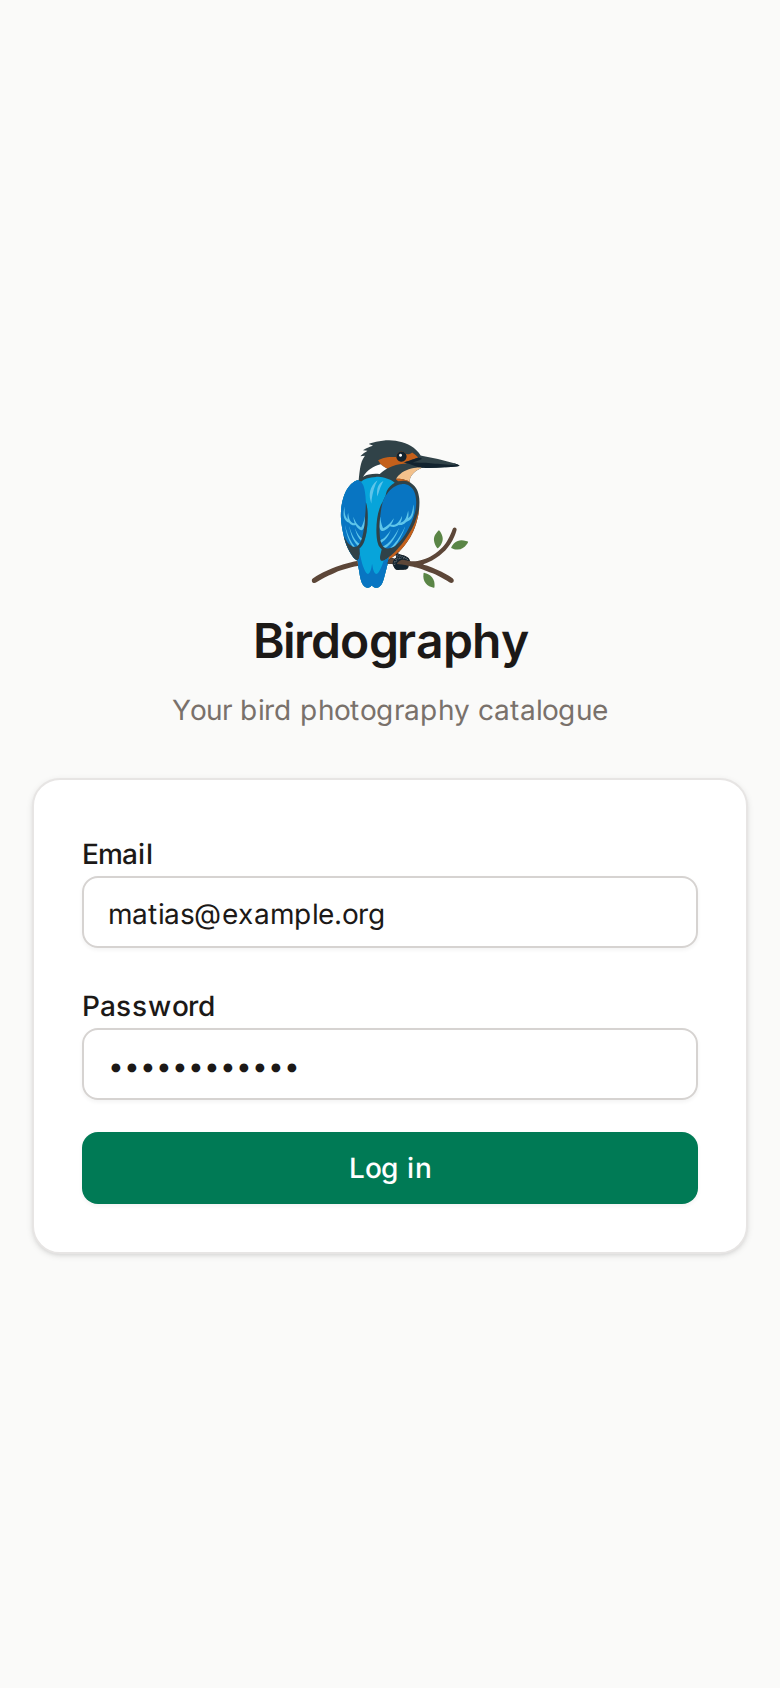 Birdography
Your bird photography catalogue
Email
matias@example.org
Password
••••••••••••
Log in